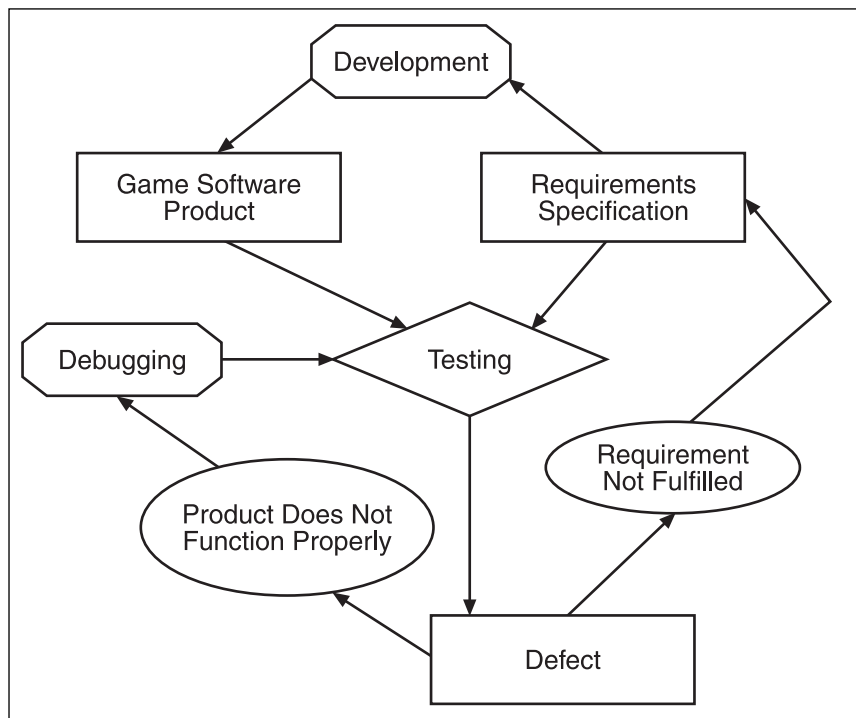 Development
Game Software
Product
Requirements
Specification
Debugging
Testing
Requirement
Not Fulfilled
Product Does Not
Function Properly
Defect